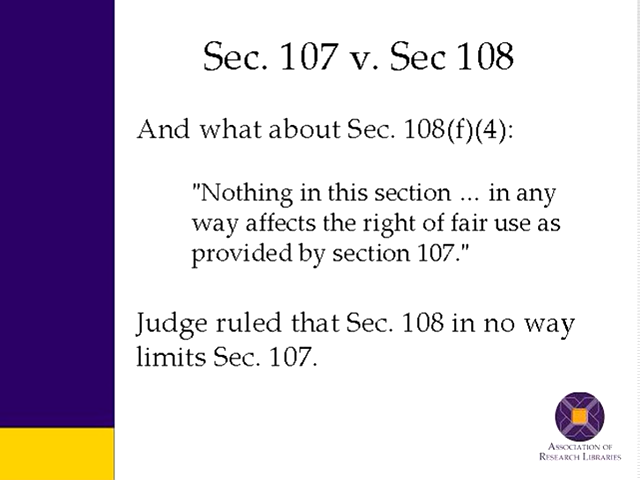 Sec. 107 v. Sec 108
And what about Sec. 108(f)(4):
"Nothing in this section ... in any
way affects the right of fair use as
provided by section 107."
Judge ruled that Sec. 108 in no way
limits Sec. 107.
ASSOCIATION OF
RESEARCH LIBRARIES